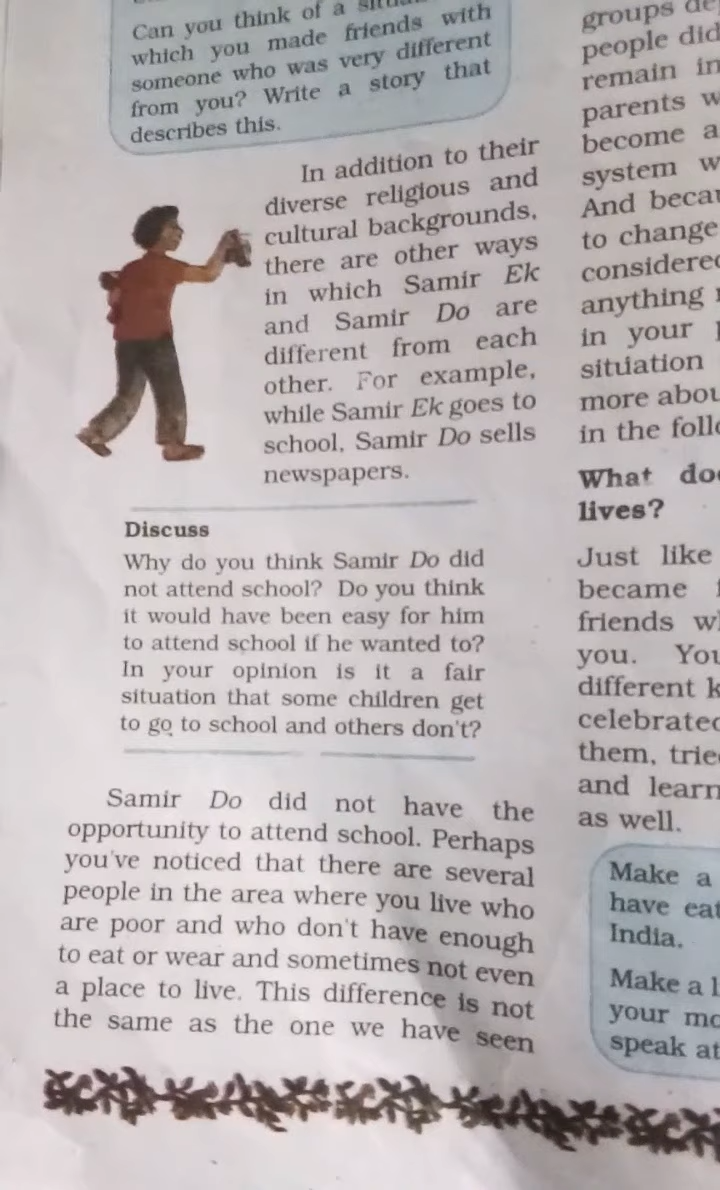 Can you think of a
which you made friends with
someone who was very different
from you? Write a story that
describes this.
In addition to their
diverse religious and
cultural backgrounds,
there are other ways
in which Samir Ek
and Samir Do are
different from each
other. For example,
while Samir Ek goes to
school, Samir Do sells
newspapers.
Discuss
Why do you think Samir Do did
not attend school? Do you think
it would have been easy for him
to attend school if he wanted to?
In your opinion is it a fair
situation that some children get
to go to school and others don't?
Samir Do did not have the
opportunity to attend school. Perhaps
you've noticed that there are several
people in the area where you live who
are poor and who don't have enough
to eat or wear and sometimes not even
a place to live. This difference is not
the same as the one we have seen
groups
people did
remain in
parents
become a
system
And
to change
anything
in your
situation
more
in the
What
lives?
Just like
became
friends
you.
different
them,
and
as well.
Make a
have
India.
Make a
your
speak at